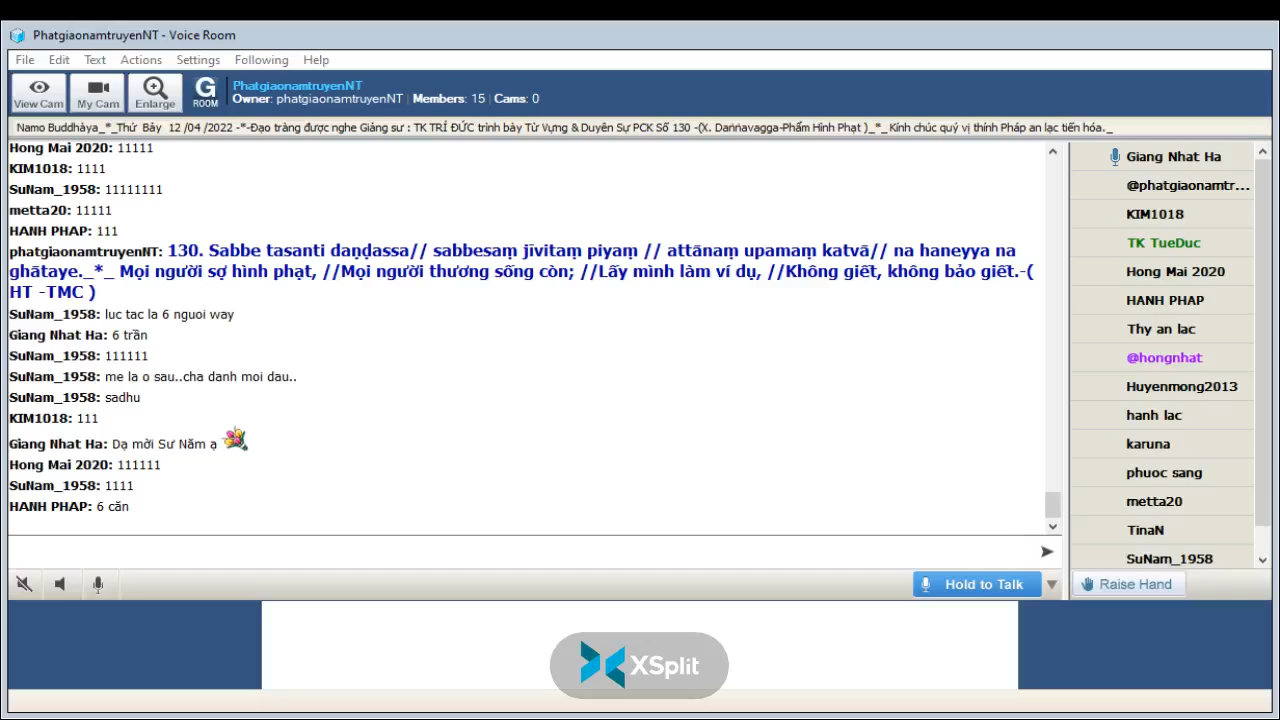 PhatgiaonamtruyenNT - Voice Room
File Edit Text Actions Settings Following Help
View Cam My Cam Enlarge G ROOM
PhatgiaonamtruyenNT
Owner: phatgiaonamtruyenNT | Members: 15 | Cams: 0
Namo Buddhàya_*_Thứ Bảy 12 /04 /2022 -*-Đạo tràng được nghe Giảng sư : TK TRÍ ĐỨC trình bày Từ Vựng & Duyên Sự PCK Số 130 -(X. Daṇṇavagga-Phẩm Hình Phạt )_*_ Kính chúc quý vị thính Pháp an lạc tiến hóa._
Hong Mai 2020: 11111
KIM1018: 1111
SuNam_1958: 11111111
metta20: 11111
HANH PHAP: 111
phatgiaonamtruyenNT: 130. Sabbe tasanti daṇḍassa// sabbesaṃ jīvitaṃ piyaṃ // attānaṃ upamaṃ katvā// na haneyya na
ghātaye._*_ Mọi người sợ hình phạt, //Mọi người thương sống còn; //Lấy mình làm ví dụ, //Không giết, không bảo giết.-(
HT -TMC )
SuNam_1958: luc tac la 6 nguoi way
Giang Nhat Ha: 6 trần
SuNam_1958: 111111
SuNam_1958: me la o sau..cha danh moi dau..
SuNam_1958: sadhu
KIM1018: 111
Giang Nhat Ha: Dạ mời Sư Năm ạ
Hong Mai 2020: 111111
SuNam_1958: 1111
HANH PHAP: 6 căn
Giang Nhat Ha
@phatgiaonamtr...
KIM1018
TK TueDuc
Hong Mai 2020
HANH PHAP
Thy an lac
@hongnhat
Huyenmong2013
hanh lac
karuna
phuoc sang
metta20
TinaN
SuNam_1958
Hold to Talk
Raise Hand
XSplit